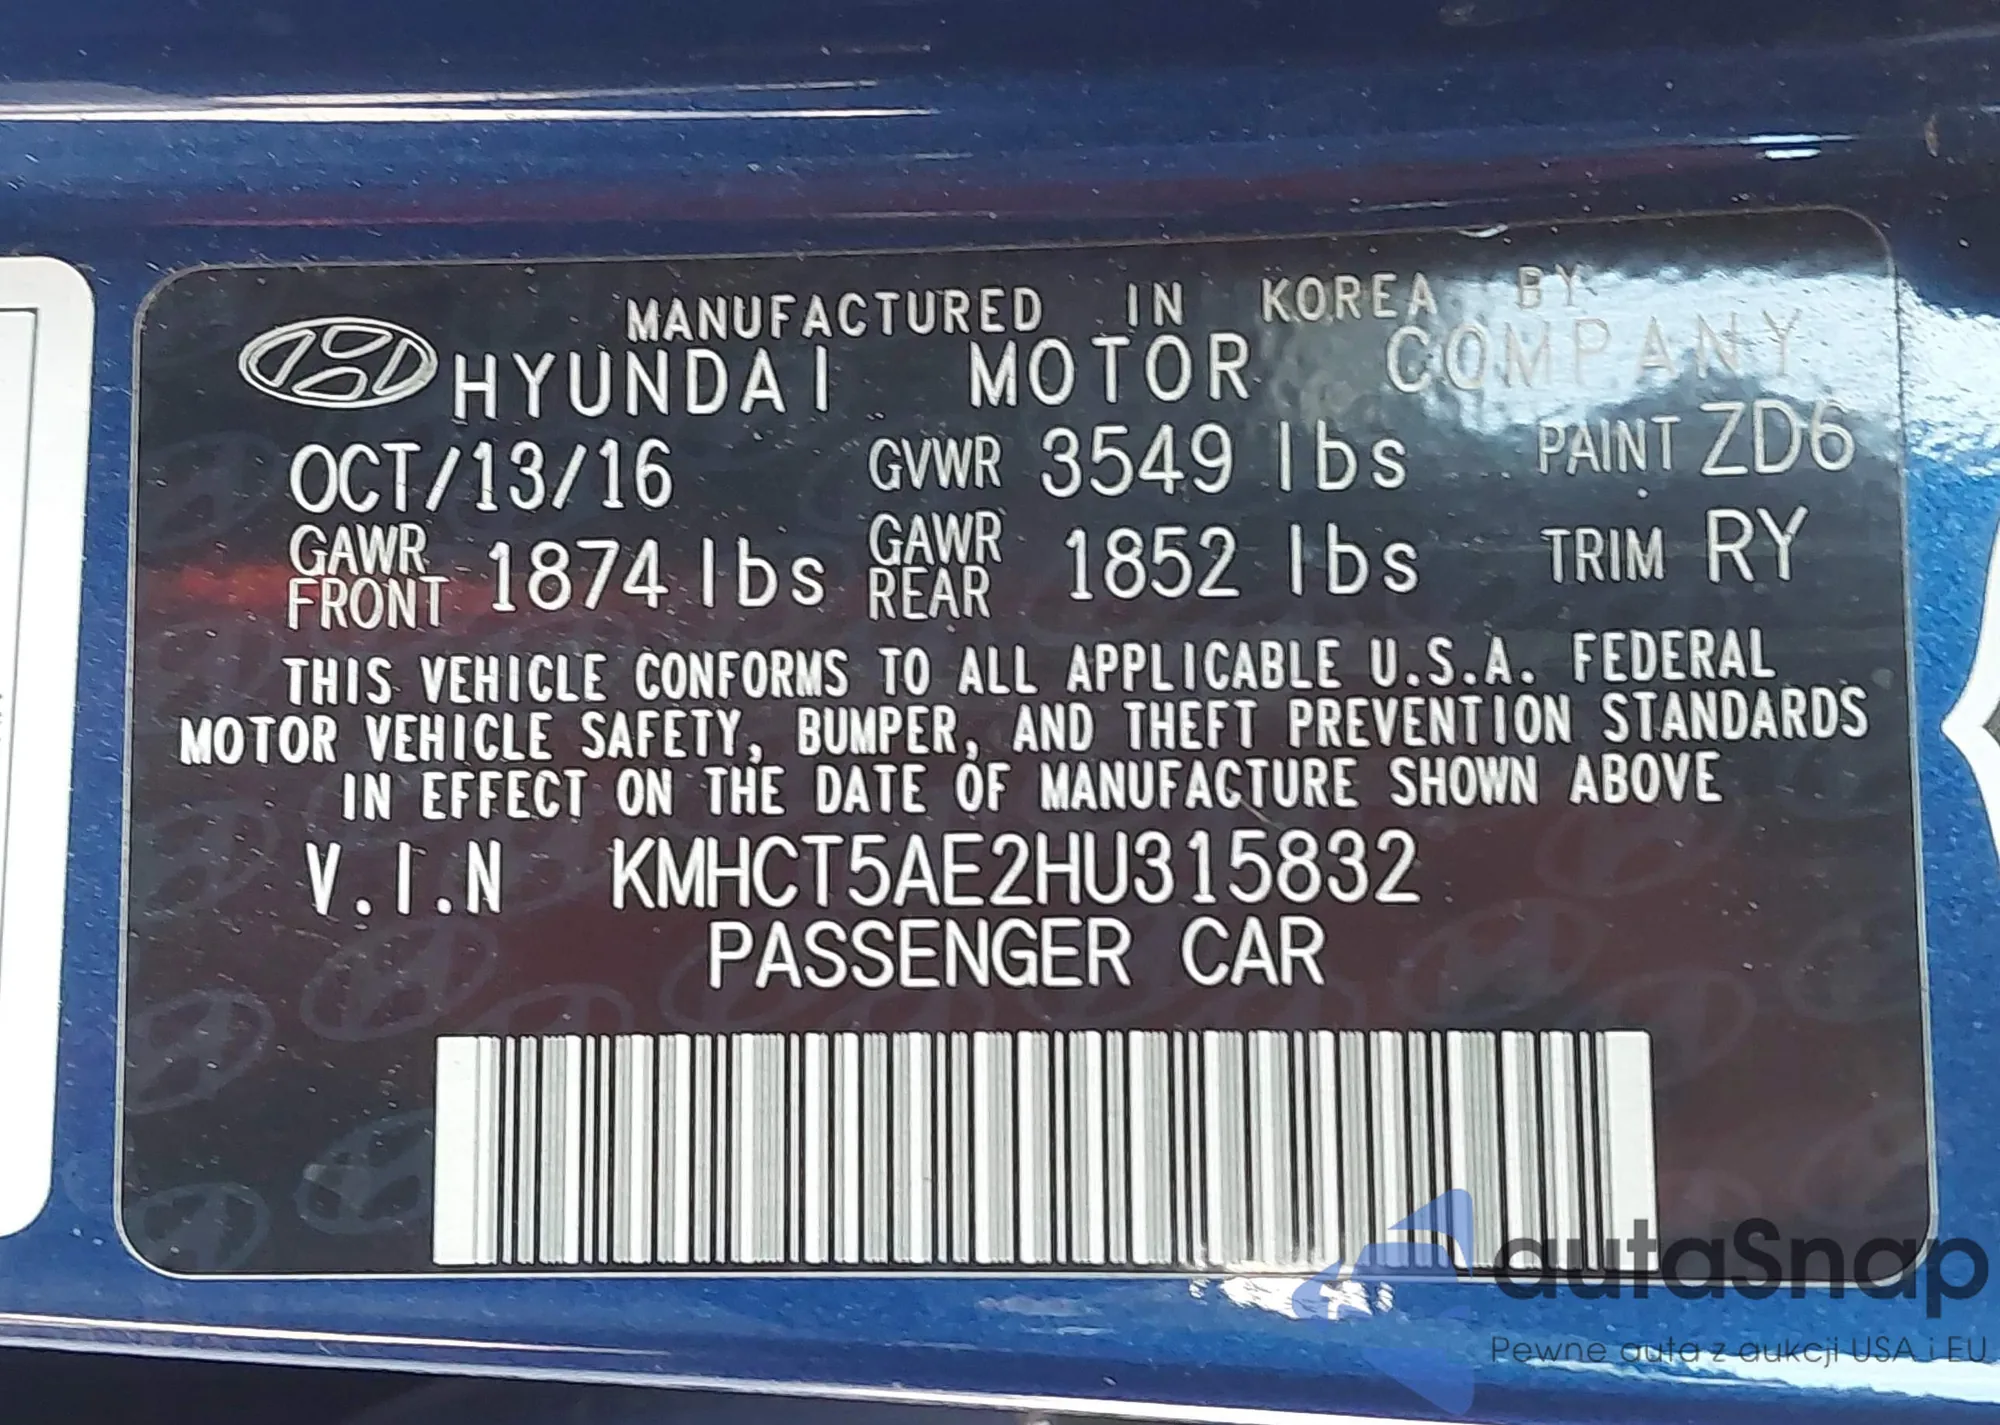 MANUFACTURED IN KOREA BY
HYUNDAI MOTOR COMPANY
OCT/13/16 GVWR 3549 lbs PAINT ZD6
GAWR FRONT 1874 lbs GAWR REAR 1852 lbs TRIM RY
THIS VEHICLE CONFORMS TO ALL APPLICABLE U.S.A. FEDERAL
MOTOR VEHICLE SAFETY, BUMPER, AND THEFT PREVENTION STANDARDS
IN EFFECT ON THE DATE OF MANUFACTURE SHOWN ABOVE
V.I.N KMHCT5AE2HU315832
PASSENGER CAR
autaSnap
Pewne auta z aukcji USA i EU